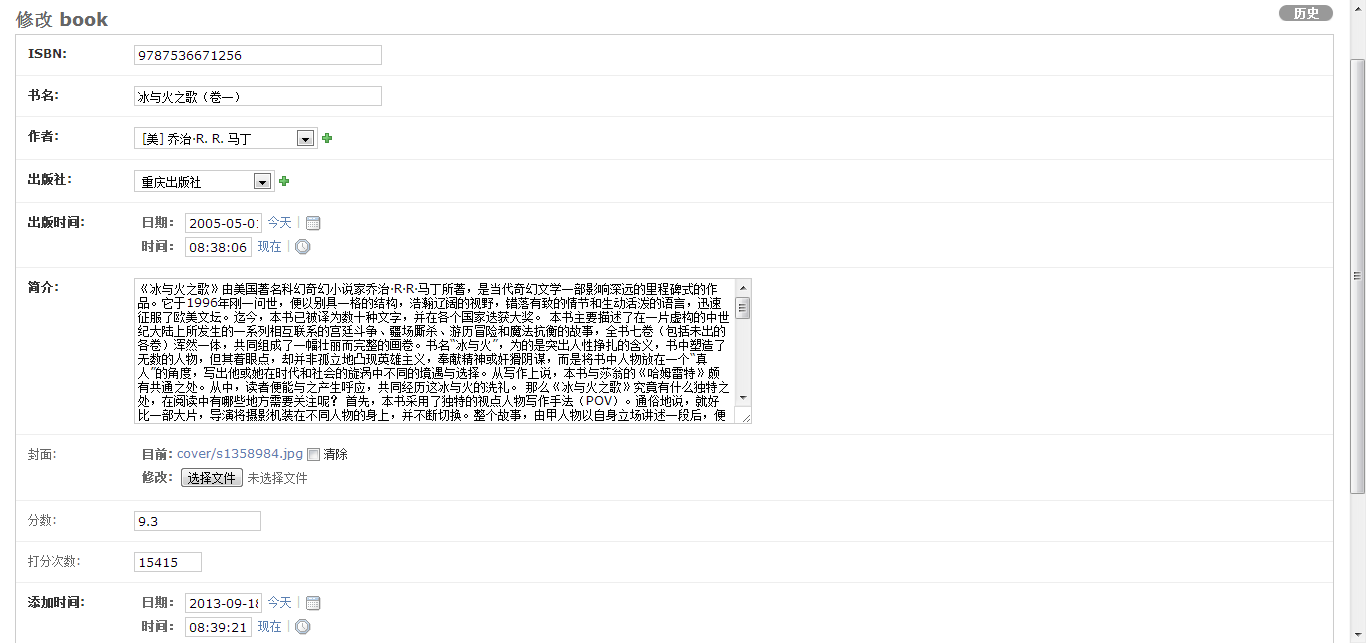 修改 book
历史
ISBN: 9787536671256
书名: 冰与火之歌（卷一）
作者: [美] 乔治·R. R. 马丁
出版社: 重庆出版社
出版时间: 日期: 2005-05-01 今天
时间: 08:38:06 现在
简介: 《冰与火之歌》由美国著名科幻奇幻小说家乔治·R·R·马丁所著，是当代奇幻文学一部影响深远的里程碑式的作
品。它于1996年刚一问世，便以别具一格的结构，浩瀚辽阔的视野，错落有致的情节和生动活泼的语言，迅速
征服了欧美文坛。迄今，本书已被译为数十种文字，并在各个国家迭获大奖。 本书主要描述了在一片虚构的中世
纪大陆上所发生的一系列相互联系的宫廷斗争、疆场厮杀、游历冒险和魔法抗衡的故事，全书七卷（包括未出的
各卷）浑然一体，共同组成了一幅壮丽而完整的画卷。书名“冰与火”，为的是突出人性挣扎的含义，书中塑造了
无数的人物，但其着眼点，却并非孤立地凸现英雄主义，奉献精神或奸猾阴谋，而是将书中人物放在一个“真
人”的角度，写出他或她在时代和社会的旋涡中不同的境遇与选择。从写作上说，本书与莎翁的《哈姆雷特》颇
有共通之处。从中，读者便能与之产生呼应，共同经历这冰与火的洗礼。 那么《冰与火之歌》究竟有什么独特之
处，在阅读中有哪些地方需要关注呢？ 首先，本书采用了独特的视点人物写作手法（POV）。通俗地说，就好
比一部大片，导演将摄影机装在不同人物的身上，并不断切换。整个故事，由甲人物以自身立场讲述一段后，便
封面: 目前: cover/s1358984.jpg 清除
修改: 选择文件 未选择文件
分数: 9.3
打分次数: 15415
添加时间: 日期: 2013-09-18 今天
时间: 08:39:21 现在